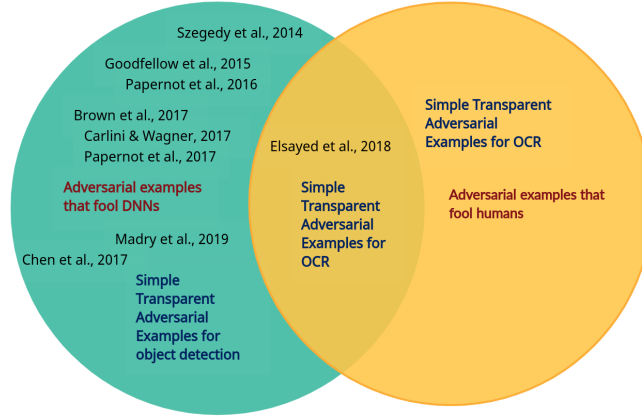 Szegedy et al., 2014
Goodfellow et al., 2015
Papernot et al., 2016
Brown et al., 2017
Carlini & Wagner, 2017
Papernot et al., 2017
Adversarial examples
that fool DNNs
Madry et al., 2019
Chen et al., 2017
Simple
Transparent
Adversarial
Examples for
object detection
Elsayed et al., 2018
Simple
Transparent
Adversarial
Examples for
OCR
Simple Transparent
Adversarial
Examples for OCR
Adversarial examples that
fool humans